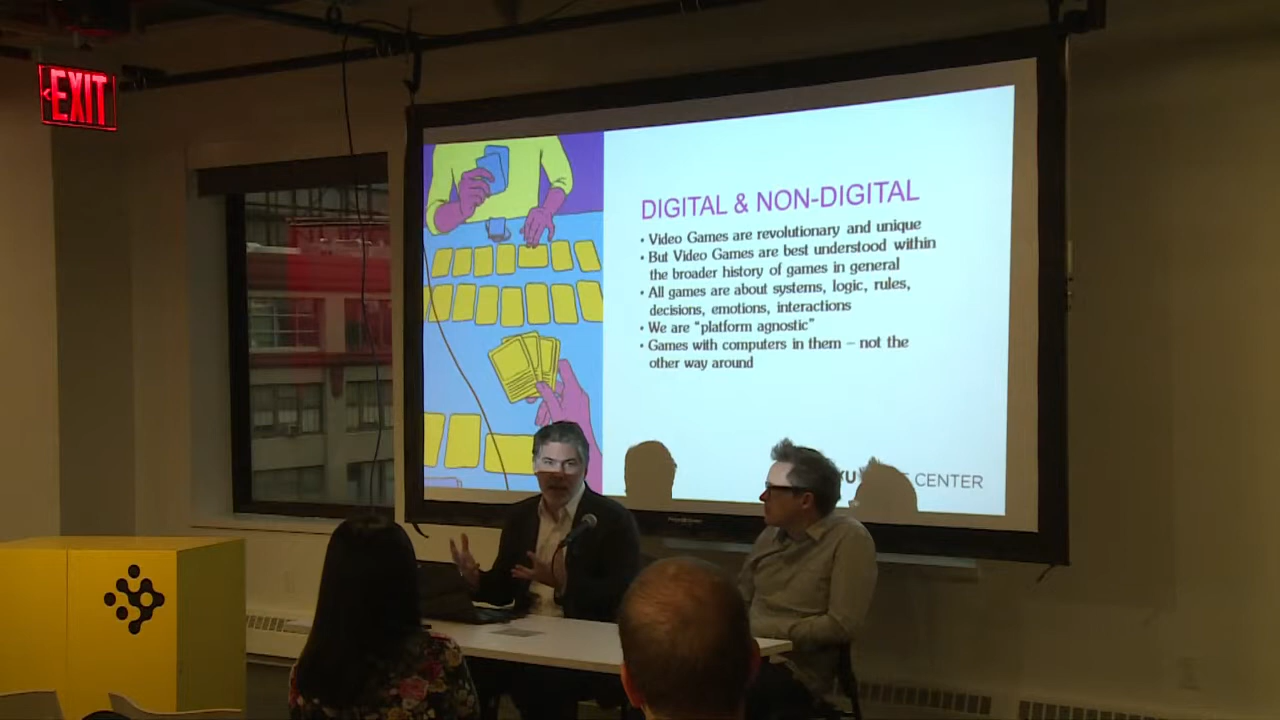 EXIT
DIGITAL & NON-DIGITAL
• Video Games are revolutionary and unique
• But Video Games are best understood within
the broader history of games in general
• All games are about systems, logic, rules,
decisions, emotions, interactions
• We are “platform agnostic”
• Games with computers in them – not the
other way around
CENTER